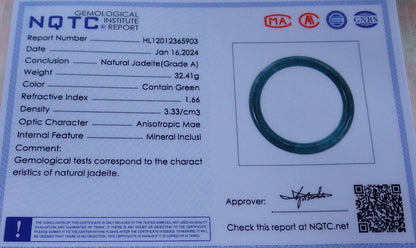 NQTC GEMOLOGICAL INSTITUTE REPORT
MA
CNAS
Report Number HL12012365903
Date Jan 16,2024
Conclusion Natural Jadeite(Grade A)
Weight 32.41g
Color Contain Green
Refractive Index 1.66
Density 3.33/cm3
Optic Character Anisotropic Mae
Internal Feature Mineral Inclusi
Comment:
Gemological tests correspond to the charact
eristics of natural jadeite.
Approver:
Check this report at NQTC.net